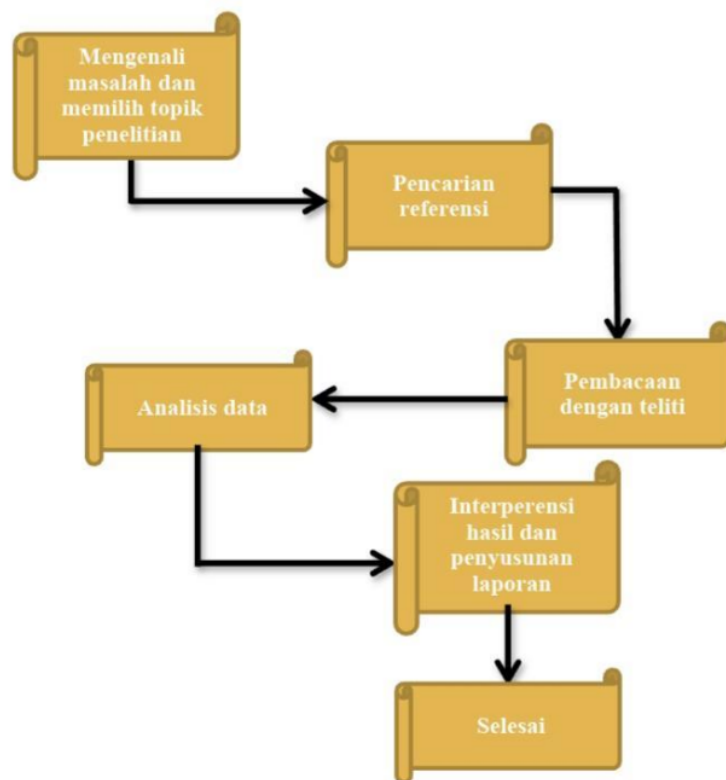 Mengenali
masalah dan
memilih topik
penelitian
Pencarian
referensi
Pembacaan
dengan teliti
Analisis data
Interperensi
hasil dan
penyusunan
laporan
Selesai